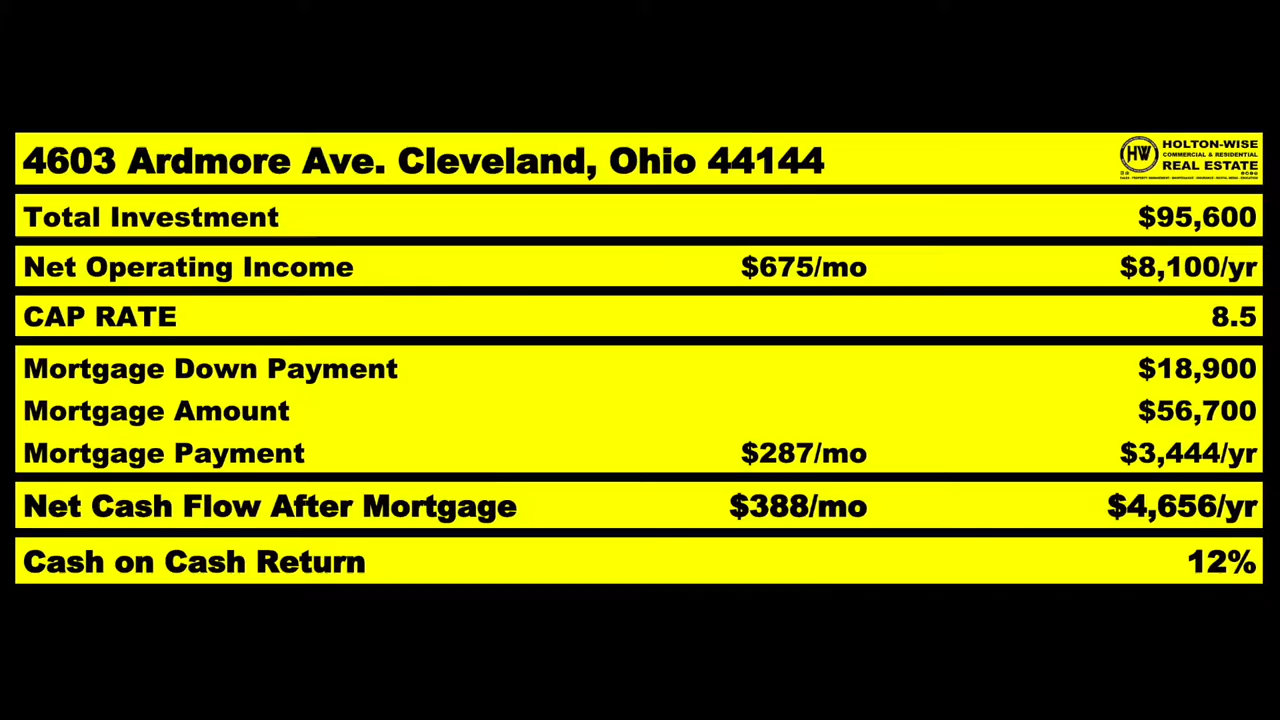 4603 Ardmore Ave. Cleveland, Ohio 44144
HW
HOLTON-WISE
COMMERCIAL & RESIDENTIAL
REAL ESTATE
Total Investment $95,600
Net Operating Income $675/mo $8,100/yr
CAP RATE 8.5
Mortgage Down Payment $18,900
Mortgage Amount $56,700
Mortgage Payment $287/mo $3,444/yr
Net Cash Flow After Mortgage $388/mo $4,656/yr
Cash on Cash Return 12%